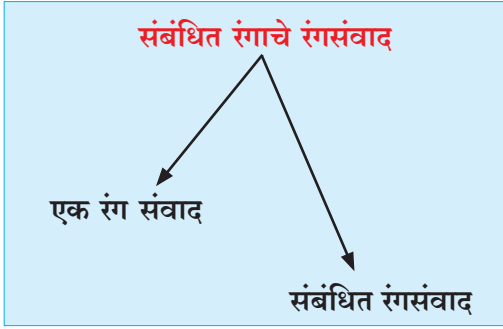 संबंधित रंगाचे रंगसंवाद
एक रंग संवाद
संबंधित रंगसंवाद